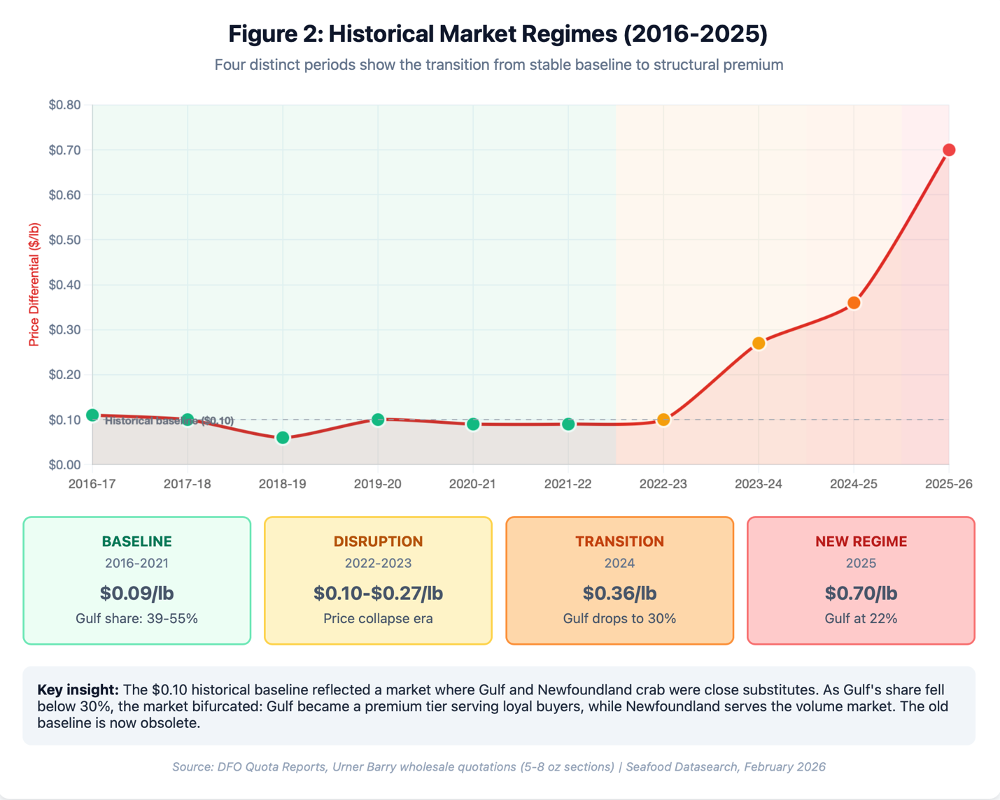 Figure 2: Historical Market Regimes (2016-2025)
Four distinct periods show the transition from stable baseline to structural premium
Price Differential ($/lb)
$0.80
$0.70
$0.60
$0.50
$0.40
$0.30
$0.20
$0.10
$0.00
Historical baseline ($0.10)
2016-17 2017-18 2018-19 2019-20 2020-21 2021-22 2022-23 2023-24 2024-25 2025-26
BASELINE
2016-2021
$0.09/lb
Gulf share: 39-55%
DISRUPTION
2022-2023
$0.10-$0.27/lb
Price collapse era
TRANSITION
2024
$0.36/lb
Gulf drops to 30%
NEW REGIME
2025
$0.70/lb
Gulf at 22%
Key insight: The $0.10 historical baseline reflected a market where Gulf and Newfoundland crab were close substitutes. As Gulf's share fell
below 30%, the market bifurcated: Gulf became a premium tier serving loyal buyers, while Newfoundland serves the volume market. The old
baseline is now obsolete.
Source: DFO Quota Reports, Urner Barry wholesale quotations (5-8 oz sections) | Seafood Datasearch, February 2026